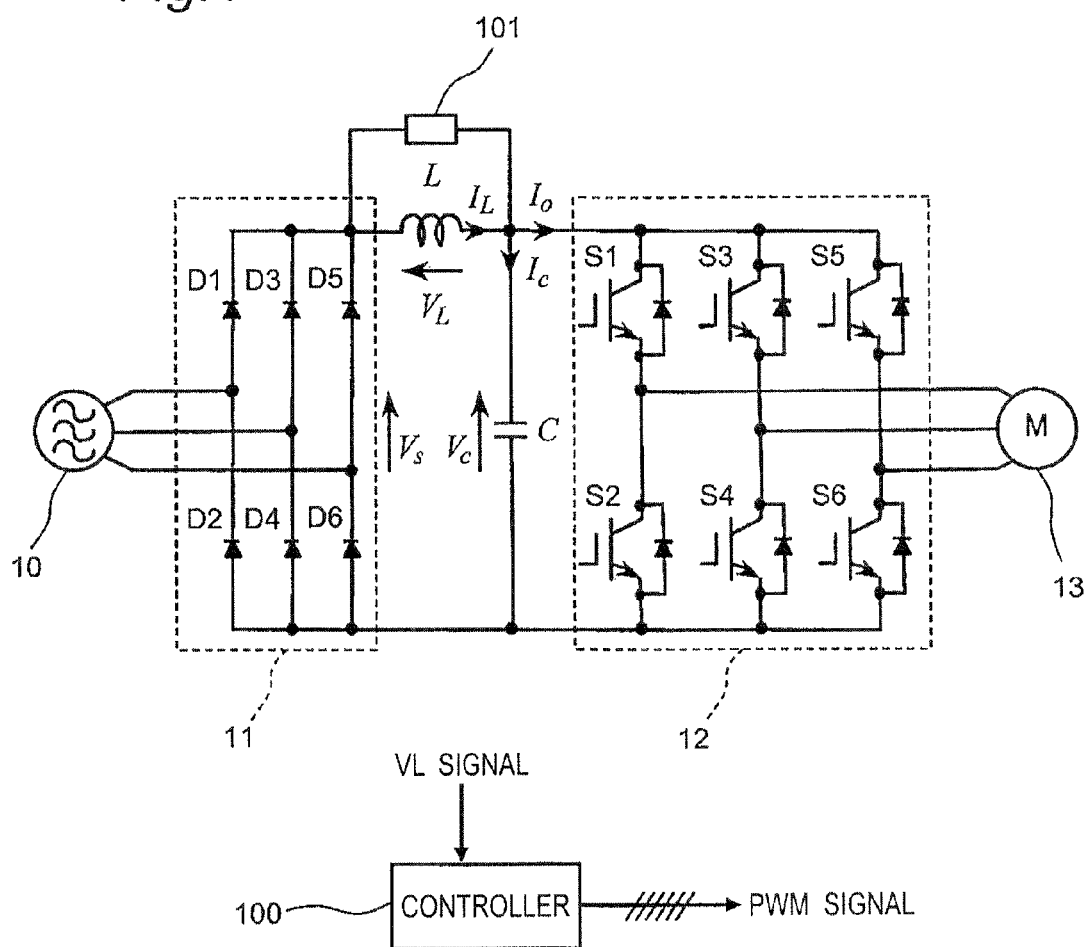 101
L
I_L
I_o
I_c
V_L
D1 D3 D5
S1 S3 S5
V_s
V_c
C
M
10
D2 D4 D6
S2 S4 S6
13
11
12
VL SIGNAL
100
CONTROLLER
PWM SIGNAL